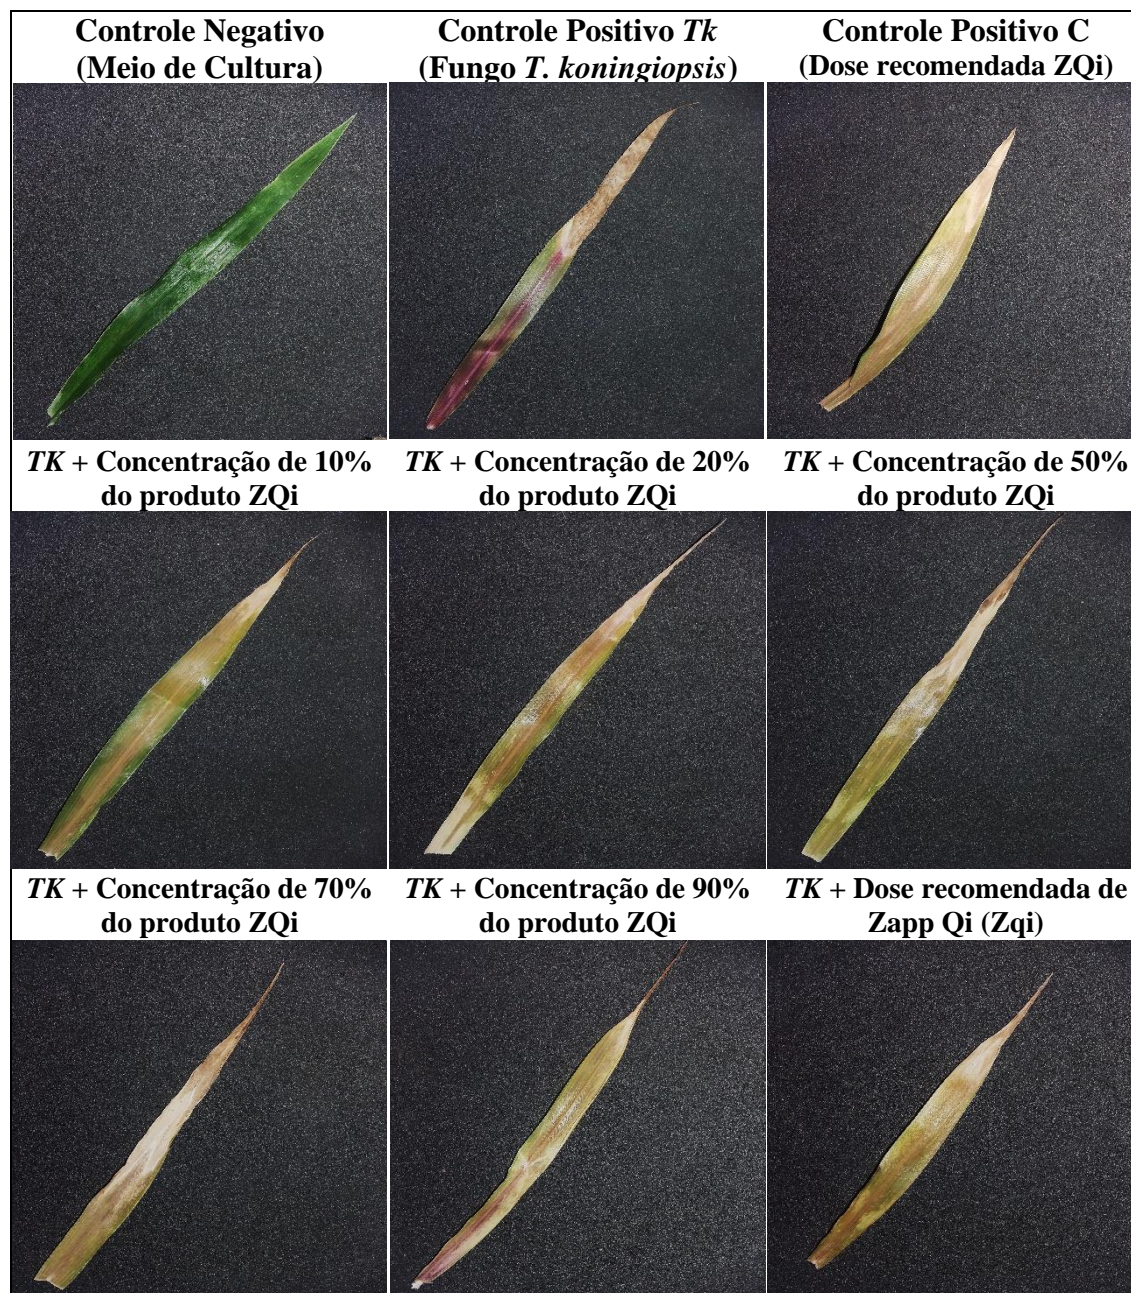 Controle Negativo
(Meio de Cultura)
Controle Positivo Tk
(Fungo T. koningiopsis)
Controle Positivo C
(Dose recomendada ZQi)
TK + Concentração de 10%
do produto ZQi
TK + Concentração de 20%
do produto ZQi
TK + Concentração de 50%
do produto ZQi
TK + Concentração de 70%
do produto ZQi
TK + Concentração de 90%
do produto ZQi
TK + Dose recomendada de
Zapp Qi (Zqi)